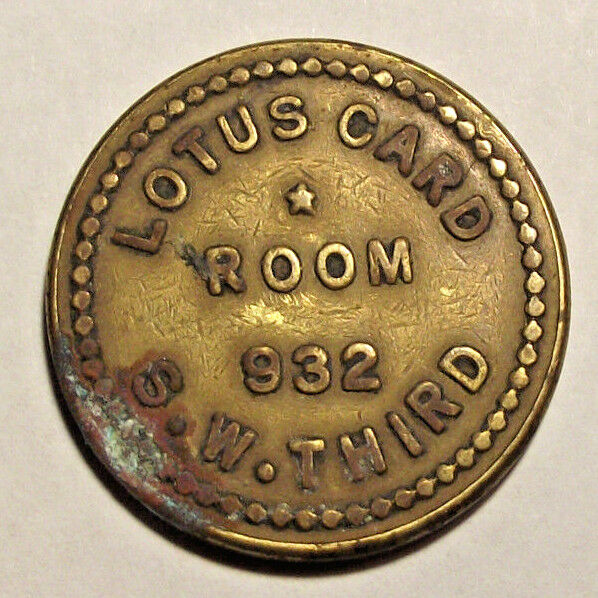 LOTUS CARD
ROOM
932
S.W. THIRD